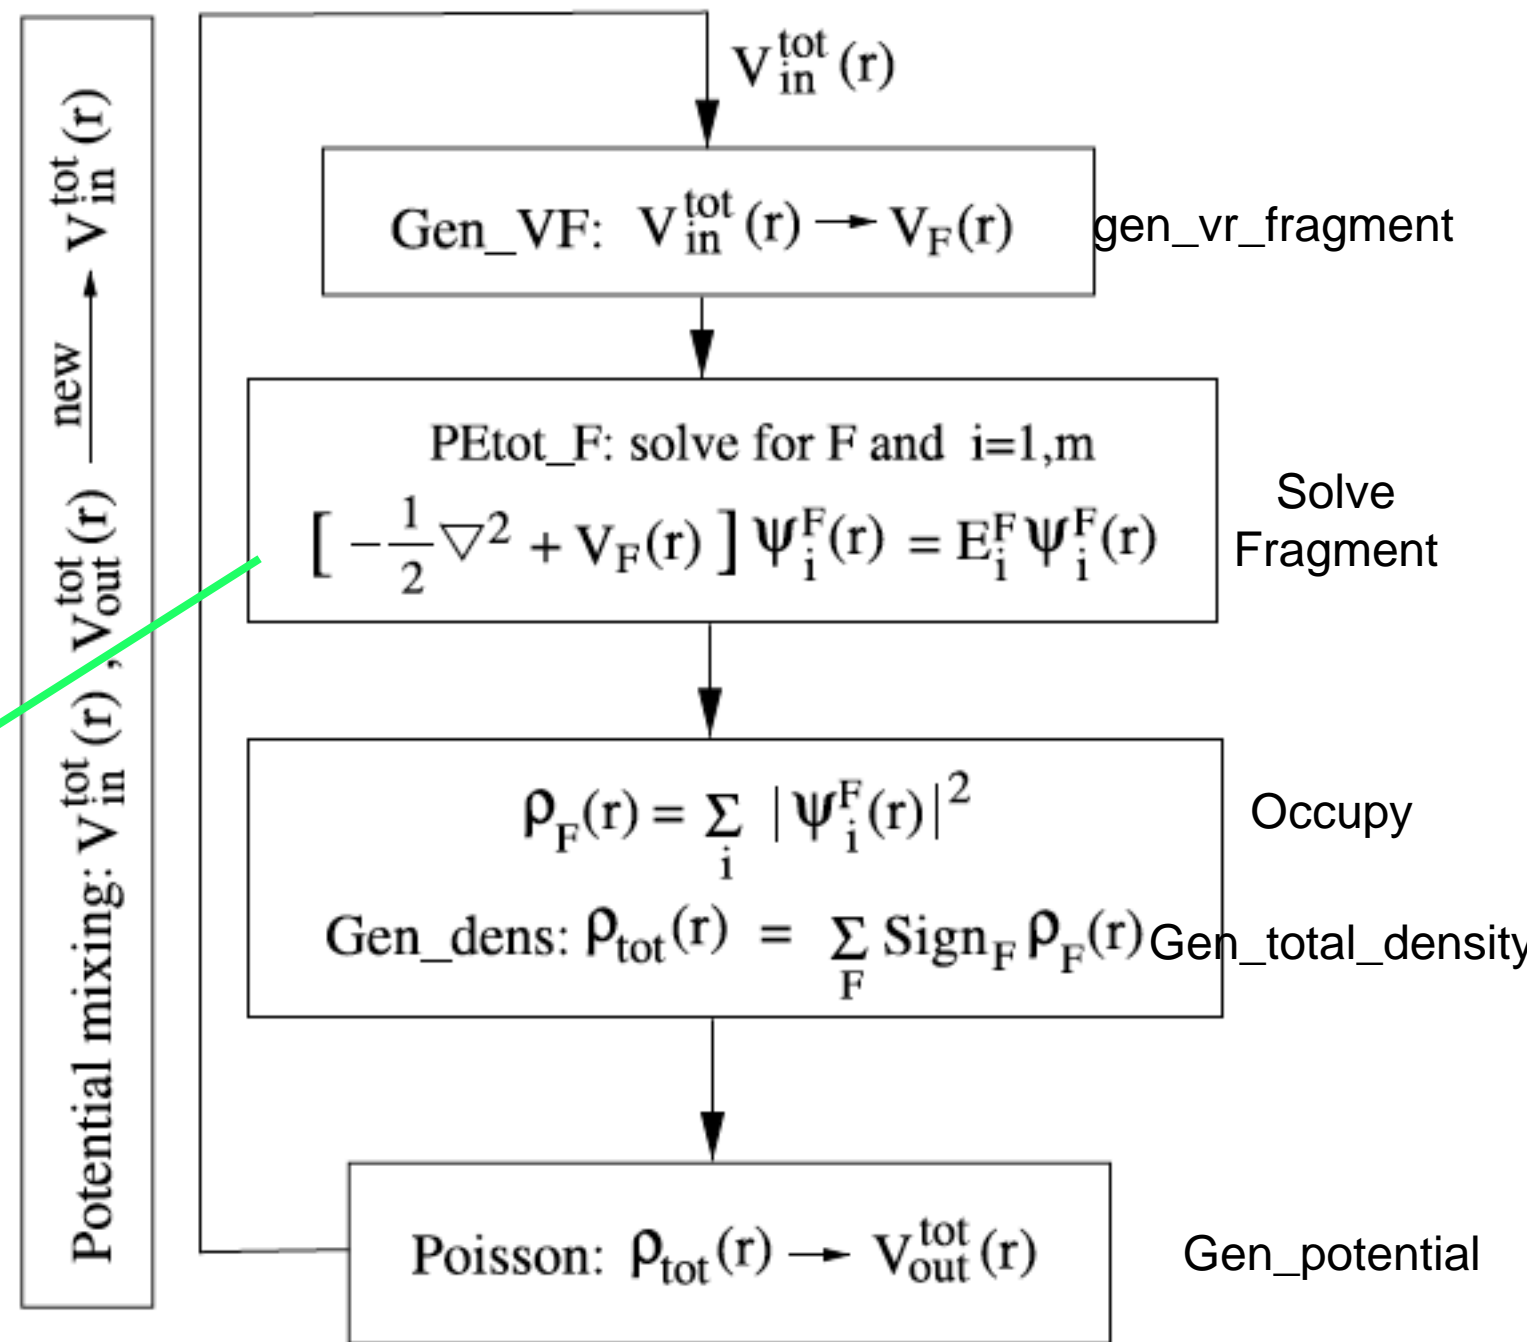 Potential mixing: V_in^tot(r) , V_out^tot(r) new → V_in^tot(r)
V_in^tot(r)
Gen_VF: V_in^tot(r) → V_F(r)
gen_vr_fragment
PEtot_F: solve for F and i=1,m
[ -1/2 ▽² + V_F(r) ] Ψ_i^F(r) = E_i^F Ψ_i^F(r)
Solve
Fragment
ρ_F(r) = Σ_i |Ψ_i^F(r)|²
Occupy
Gen_dens: ρ_tot(r) = Σ_F Sign_F ρ_F(r)
Gen_total_density
Poisson: ρ_tot(r) → V_out^tot(r)
Gen_potential